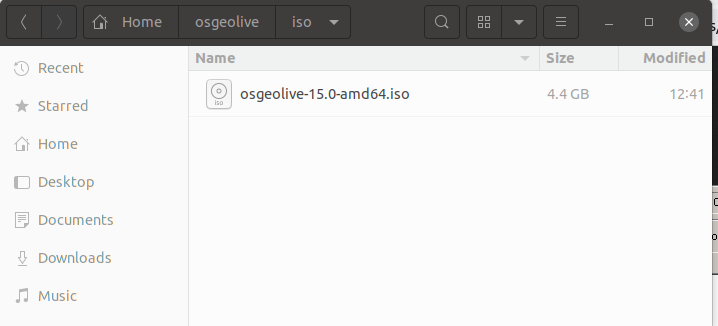 Home osgeolive iso
Name Size Modified
osgeolive-15.0-amd64.iso 4.4 GB 12:41
iso
Recent
Starred
Home
Desktop
Documents
Downloads
Music